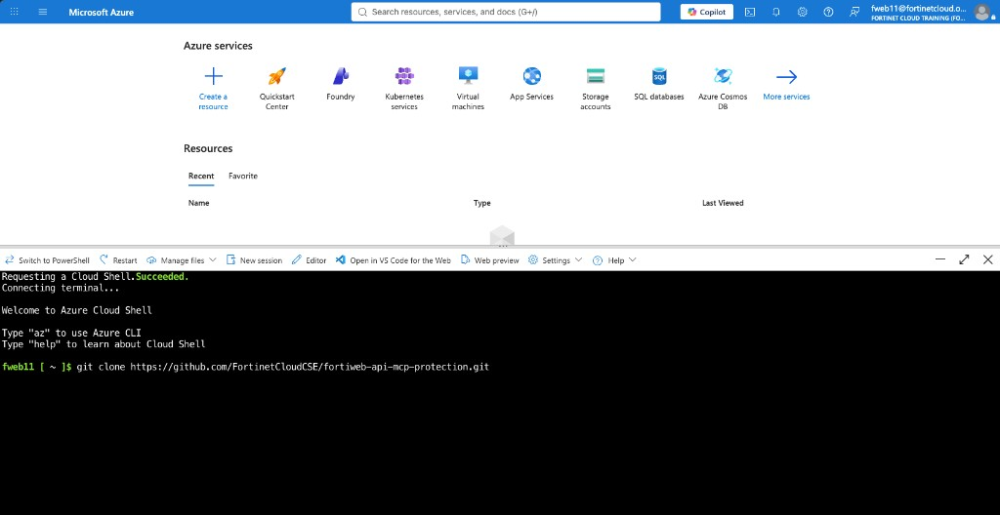 Microsoft Azure
Search resources, services, and docs (G+/)
Copilot
fweb11@fortinetcloud.o...
FORTINET CLOUD TRAINING (FO...
Azure services
Create a resource
Quickstart Center
Foundry
Kubernetes services
Virtual machines
App Services
Storage accounts
SQL databases
Azure Cosmos DB
More services
Resources
Recent Favorite
Name Type Last Viewed
Switch to PowerShell Restart Manage files New session Editor Open in VS Code for the Web Web preview Settings Help
Requesting a Cloud Shell.Succeeded.
Connecting terminal...
Welcome to Azure Cloud Shell
Type "az" to use Azure CLI
Type "help" to learn about Cloud Shell
fweb11 [ ~ ]$ git clone https://github.com/FortinetCloudCSE/fortiweb-api-mcp-protection.git